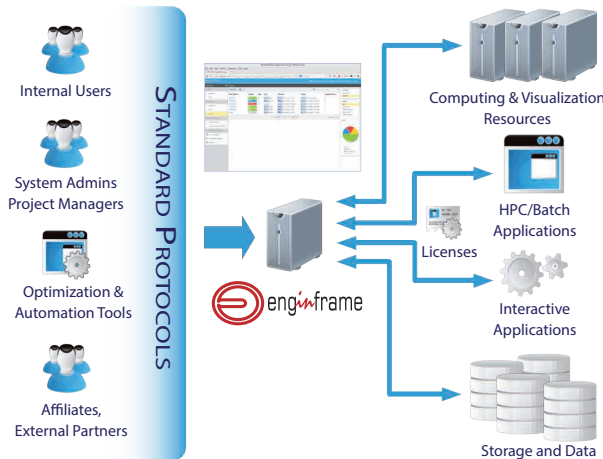 Internal Users
System Admins
Project Managers
Optimization &
Automation Tools
Affiliates,
External Partners
STANDARD PROTOCOLS
enginframe
Computing & Visualization
Resources
HPC/Batch
Applications
Licenses
Interactive
Applications
Storage and Data